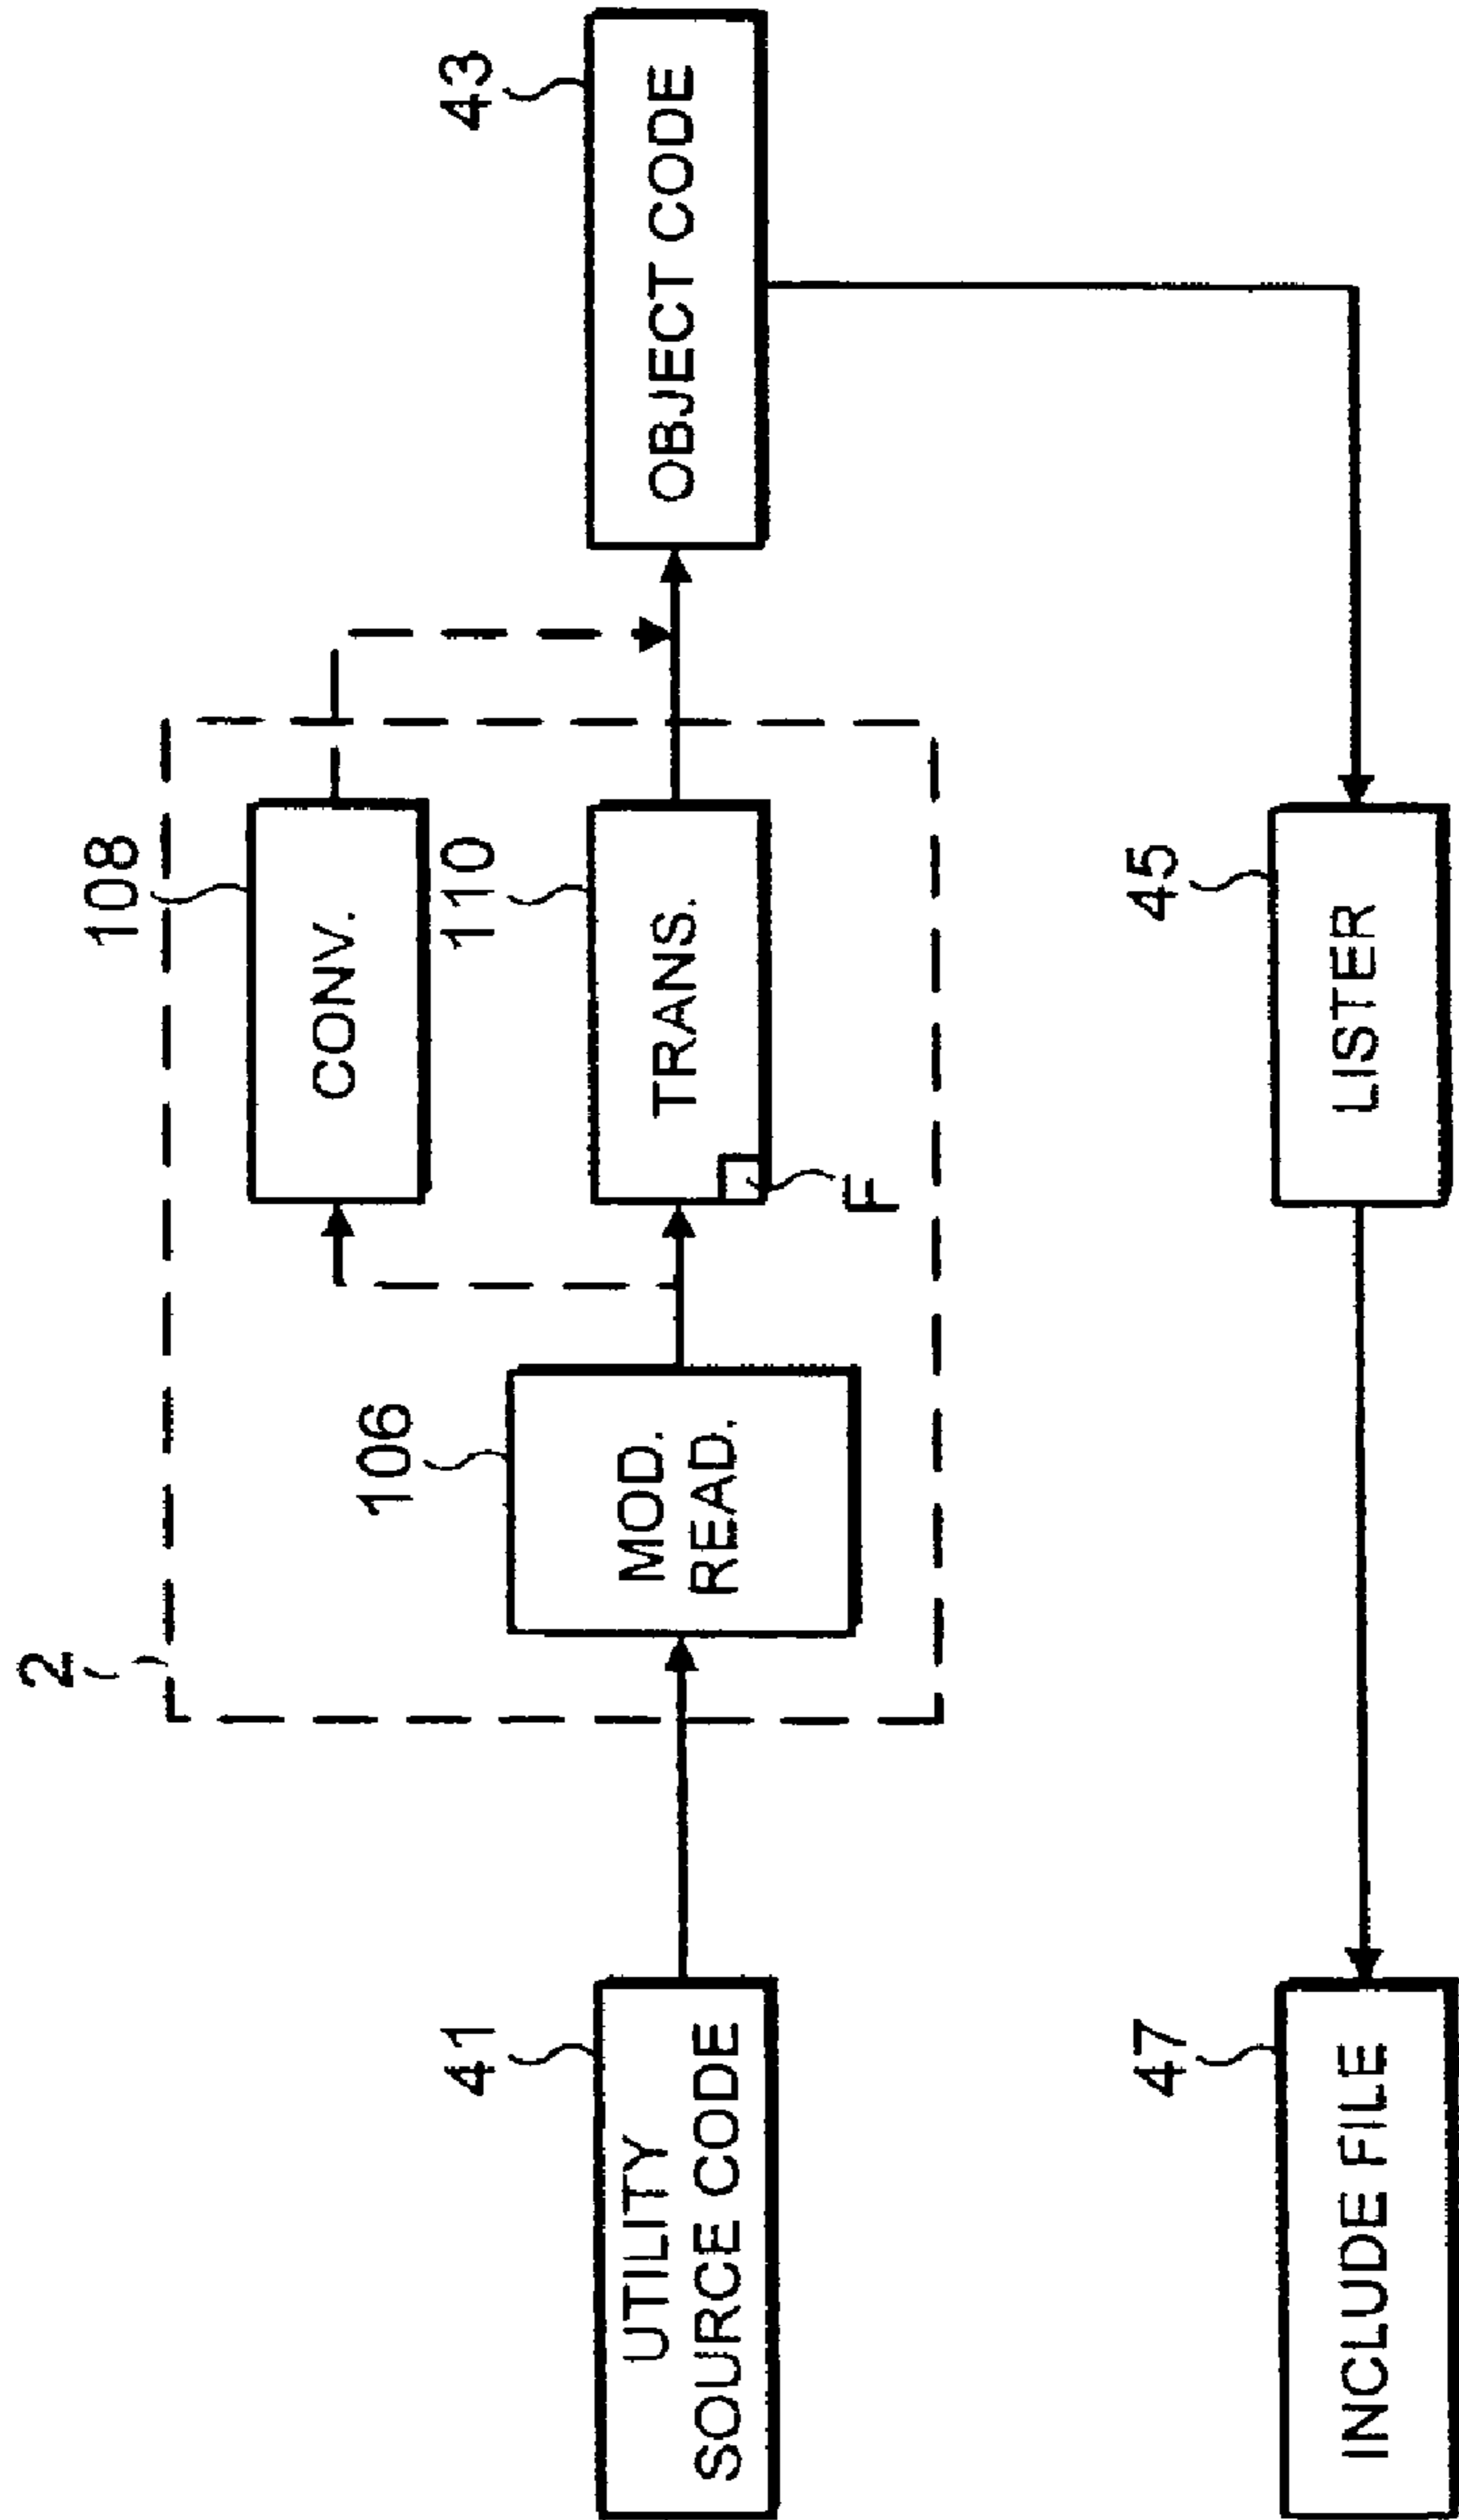 2
108
CONV.
106
MOD.
READ.
110
TRANS.
F
41
UTILITY
SOURCE CODE
43
OBJECT CODE
47
INCLUDE FILE
45
LISTER